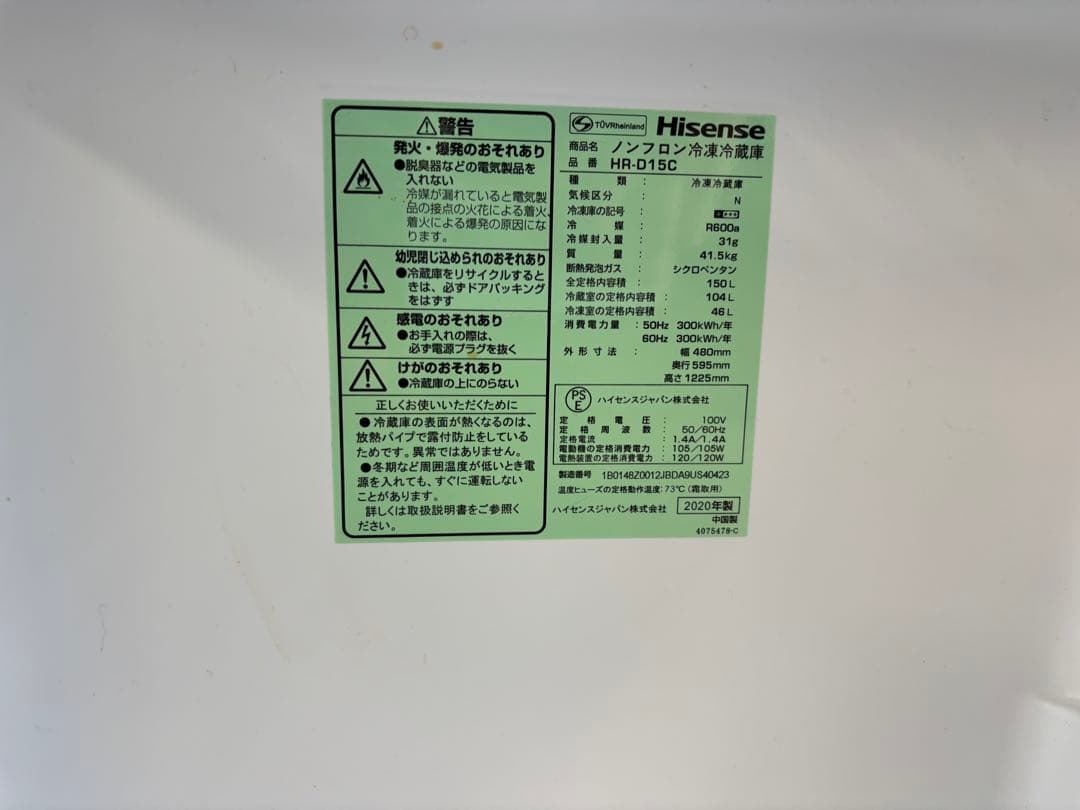 ⚠警告
発火・爆発のおそれあり
●脱臭器などの電気製品を
入れない
冷媒が漏れていると電気製
品の接点の火花による着火、
着火による爆発の原因にな
ります。
幼児閉じ込められのおそれあり
●冷蔵庫をリサイクルすると
きは、必ずドアパッキング
をはずす
感電のおそれあり
●お手入れの際は、
必ず電源プラグを抜く
けがのおそれあり
●冷蔵庫の上にのらない
正しくお使いいただくために
●冷蔵庫の表面が熱くなるのは、
放熱パイプで露付防止をしている
ためです。異常ではありません。
●冬期など周囲温度が低いとき電
源を入れても、すぐに運転しない
ことがあります。
詳しくは取扱説明書をご参照く
ださい。
TÜVRheinland Hisense
商品名 ノンフロン冷凍冷蔵庫
品番 HR-D15C
種類: 冷凍冷蔵庫
気候区分: N
冷凍庫の記号:
冷媒: R600a
冷媒封入量: 31g
質量: 41.5kg
断熱発泡ガス: シクロペンタン
全定格内容積: 150L
冷蔵室の定格内容積: 104L
冷凍室の定格内容積: 46L
消費電力量: 50Hz 300kWh/年
60Hz 300kWh/年
外形寸法: 幅 480mm
奥行 595mm
高さ 1225mm
PSE ハイセンスジャパン株式会社
定格電圧: 100V
定格周波数: 50/60Hz
定格電流: 1.4A/1.4A
電動機の定格消費電力: 105/105W
電熱装置の定格消費電力: 120/120W
製造番号 1B0148Z0012JBDA9US40423
温度ヒューズの定格動作温度:73℃(霜取用)
ハイセンスジャパン株式会社 2020年製
中国製
4075478-C